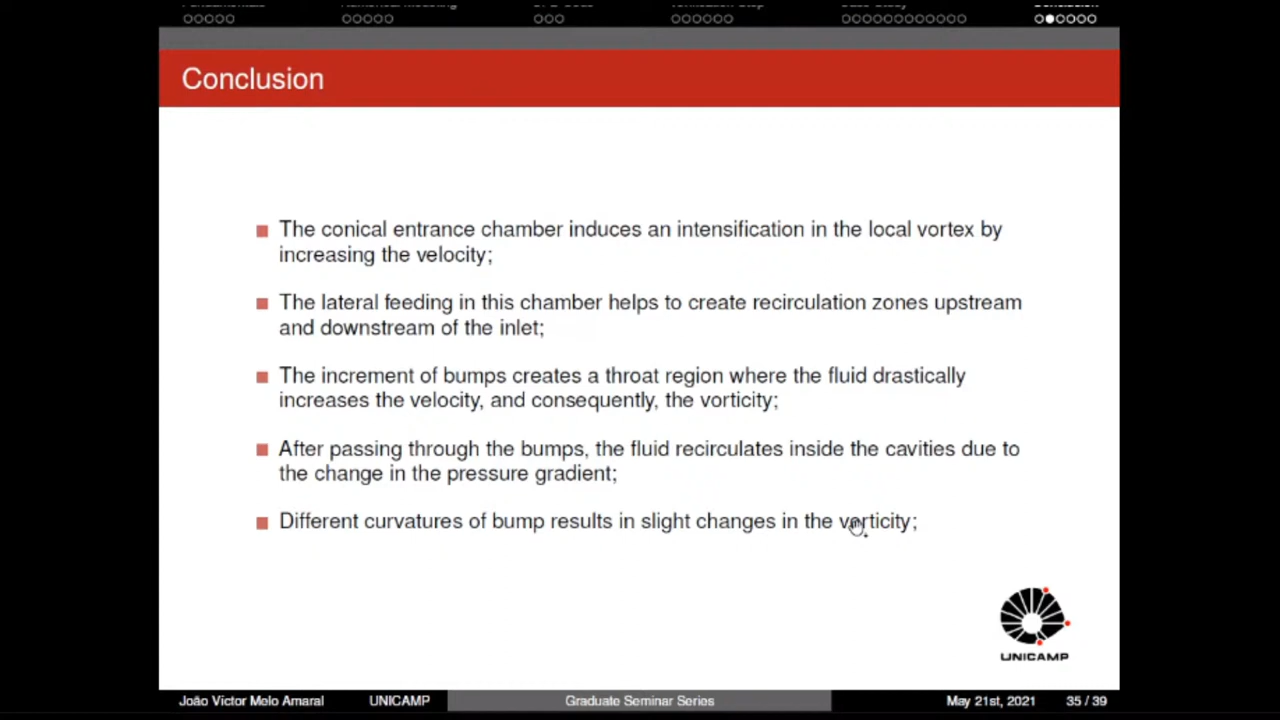 Conclusion
The conical entrance chamber induces an intensification in the local vortex by
increasing the velocity;
The lateral feeding in this chamber helps to create recirculation zones upstream
and downstream of the inlet;
The increment of bumps creates a throat region where the fluid drastically
increases the velocity, and consequently, the vorticity;
After passing through the bumps, the fluid recirculates inside the cavities due to
the change in the pressure gradient;
Different curvatures of bump results in slight changes in the vorticity;
UNICAMP
João Víctor Melo Amaral UNICAMP Graduate Seminar Series May 21st, 2021 35 / 39